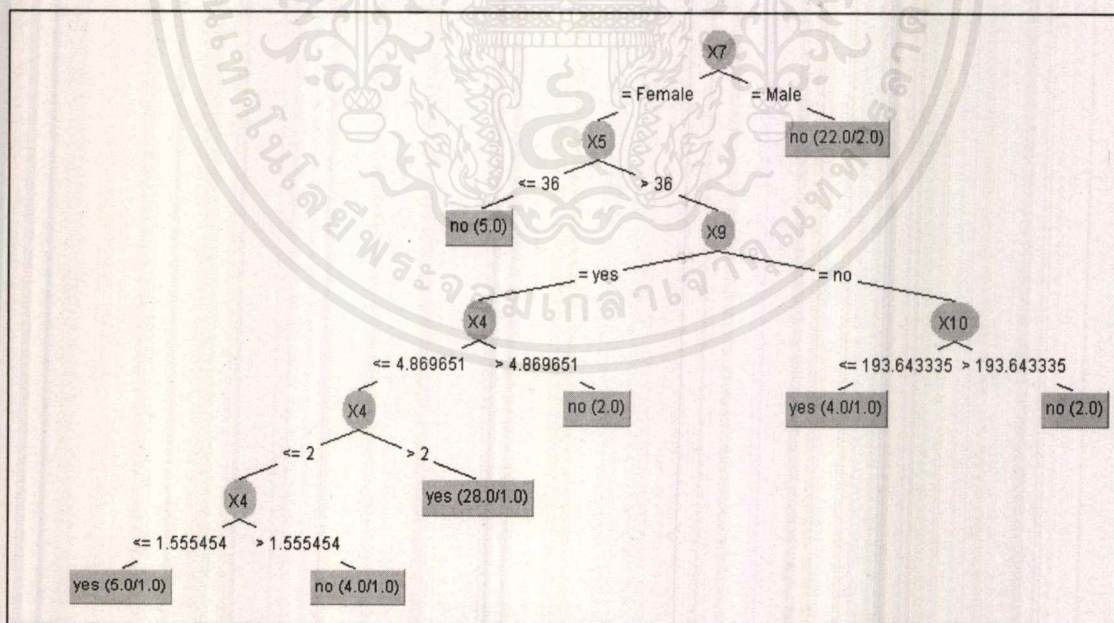 X7
= Female
= Male
X5
no (22.0/2.0)
<= 36
> 36
no (5.0)
X9
= yes
= no
X4
X10
<= 4.869651
> 4.869651
<= 193.643335
> 193.643335
X4
no (2.0)
yes (4.0/1.0)
no (2.0)
<= 2
> 2
X4
yes (28.0/1.0)
<= 1.555454
> 1.555454
yes (5.0/1.0)
no (4.0/1.0)